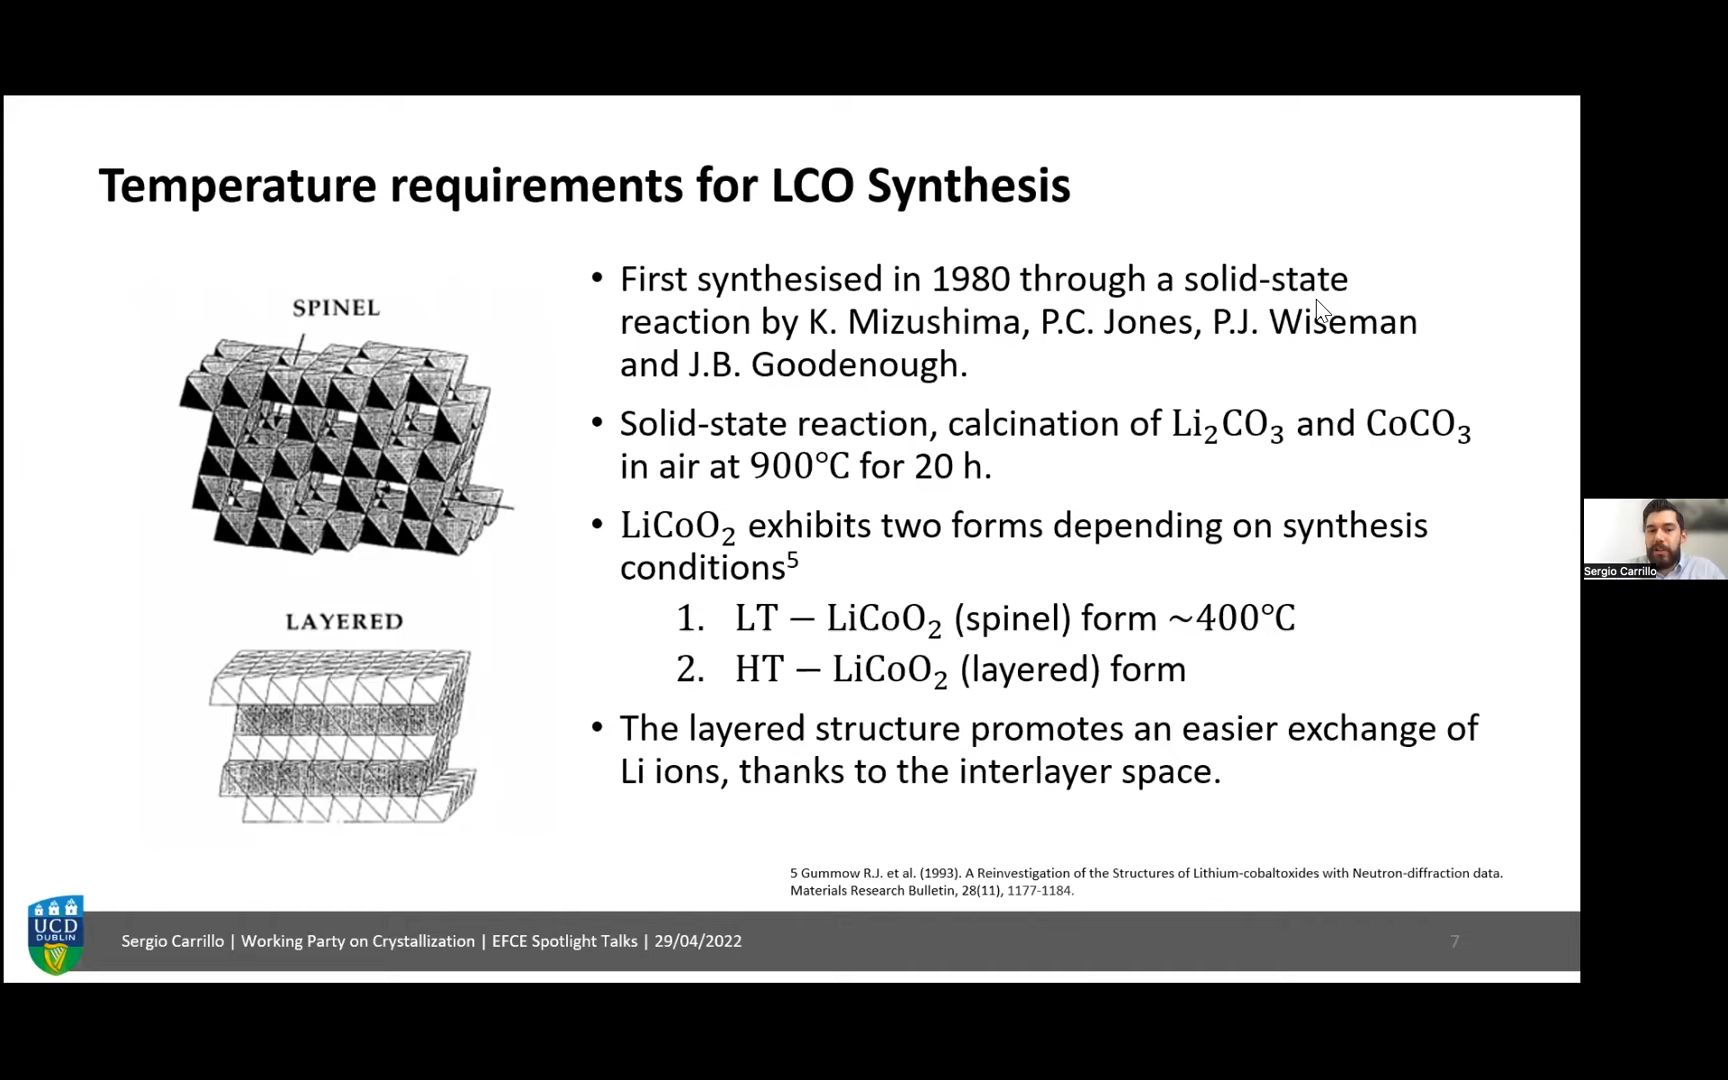 Temperature requirements for LCO Synthesis
SPINEL
LAYERED
• First synthesised in 1980 through a solid-state
reaction by K. Mizushima, P.C. Jones, P.J. Wiseman
and J.B. Goodenough.
• Solid-state reaction, calcination of Li₂CO₃ and CoCO₃
in air at 900°C for 20 h.
• LiCoO₂ exhibits two forms depending on synthesis
conditions⁵
1. LT − LiCoO₂ (spinel) form ~400°C
2. HT − LiCoO₂ (layered) form
• The layered structure promotes an easier exchange of
Li ions, thanks to the interlayer space.
5 Gummow R.J. et al. (1993). A Reinvestigation of the Structures of Lithium-cobaltoxides with Neutron-diffraction data.
Materials Research Bulletin, 28(11), 1177-1184.
UCD
DUBLIN
Sergio Carrillo | Working Party on Crystallization | EFCE Spotlight Talks | 29/04/2022
7
Sergio Carrillo